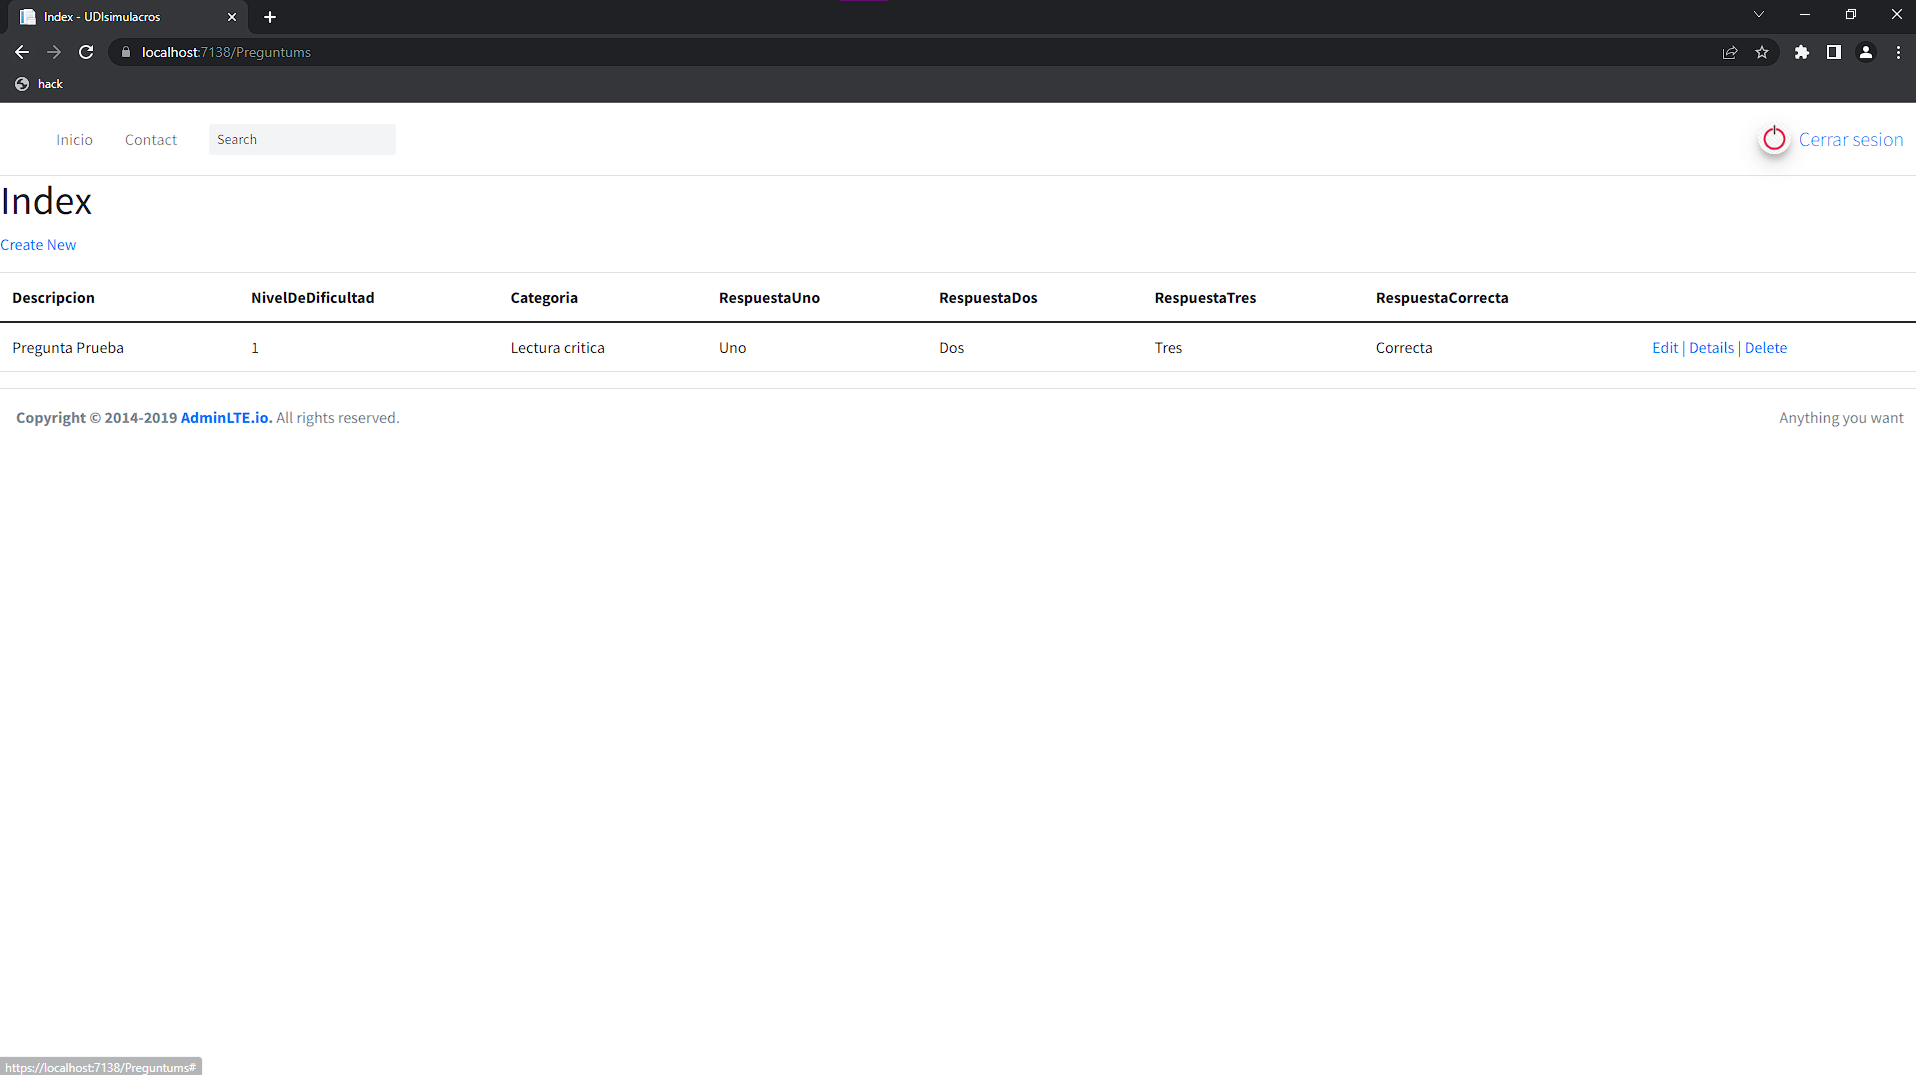 Index - UDIsimulacros
localhost:7138/Preguntums
hack
Inicio Contact Search Cerrar sesion
Index
Create New
Descripcion NivelDeDificultad Categoria RespuestaUno RespuestaDos RespuestaTres RespuestaCorrecta
Pregunta Prueba 1 Lectura critica Uno Dos Tres Correcta Edit | Details | Delete
Copyright © 2014-2019 AdminLTE.io. All rights reserved. Anything you want
https://localhost:7138/Preguntums#